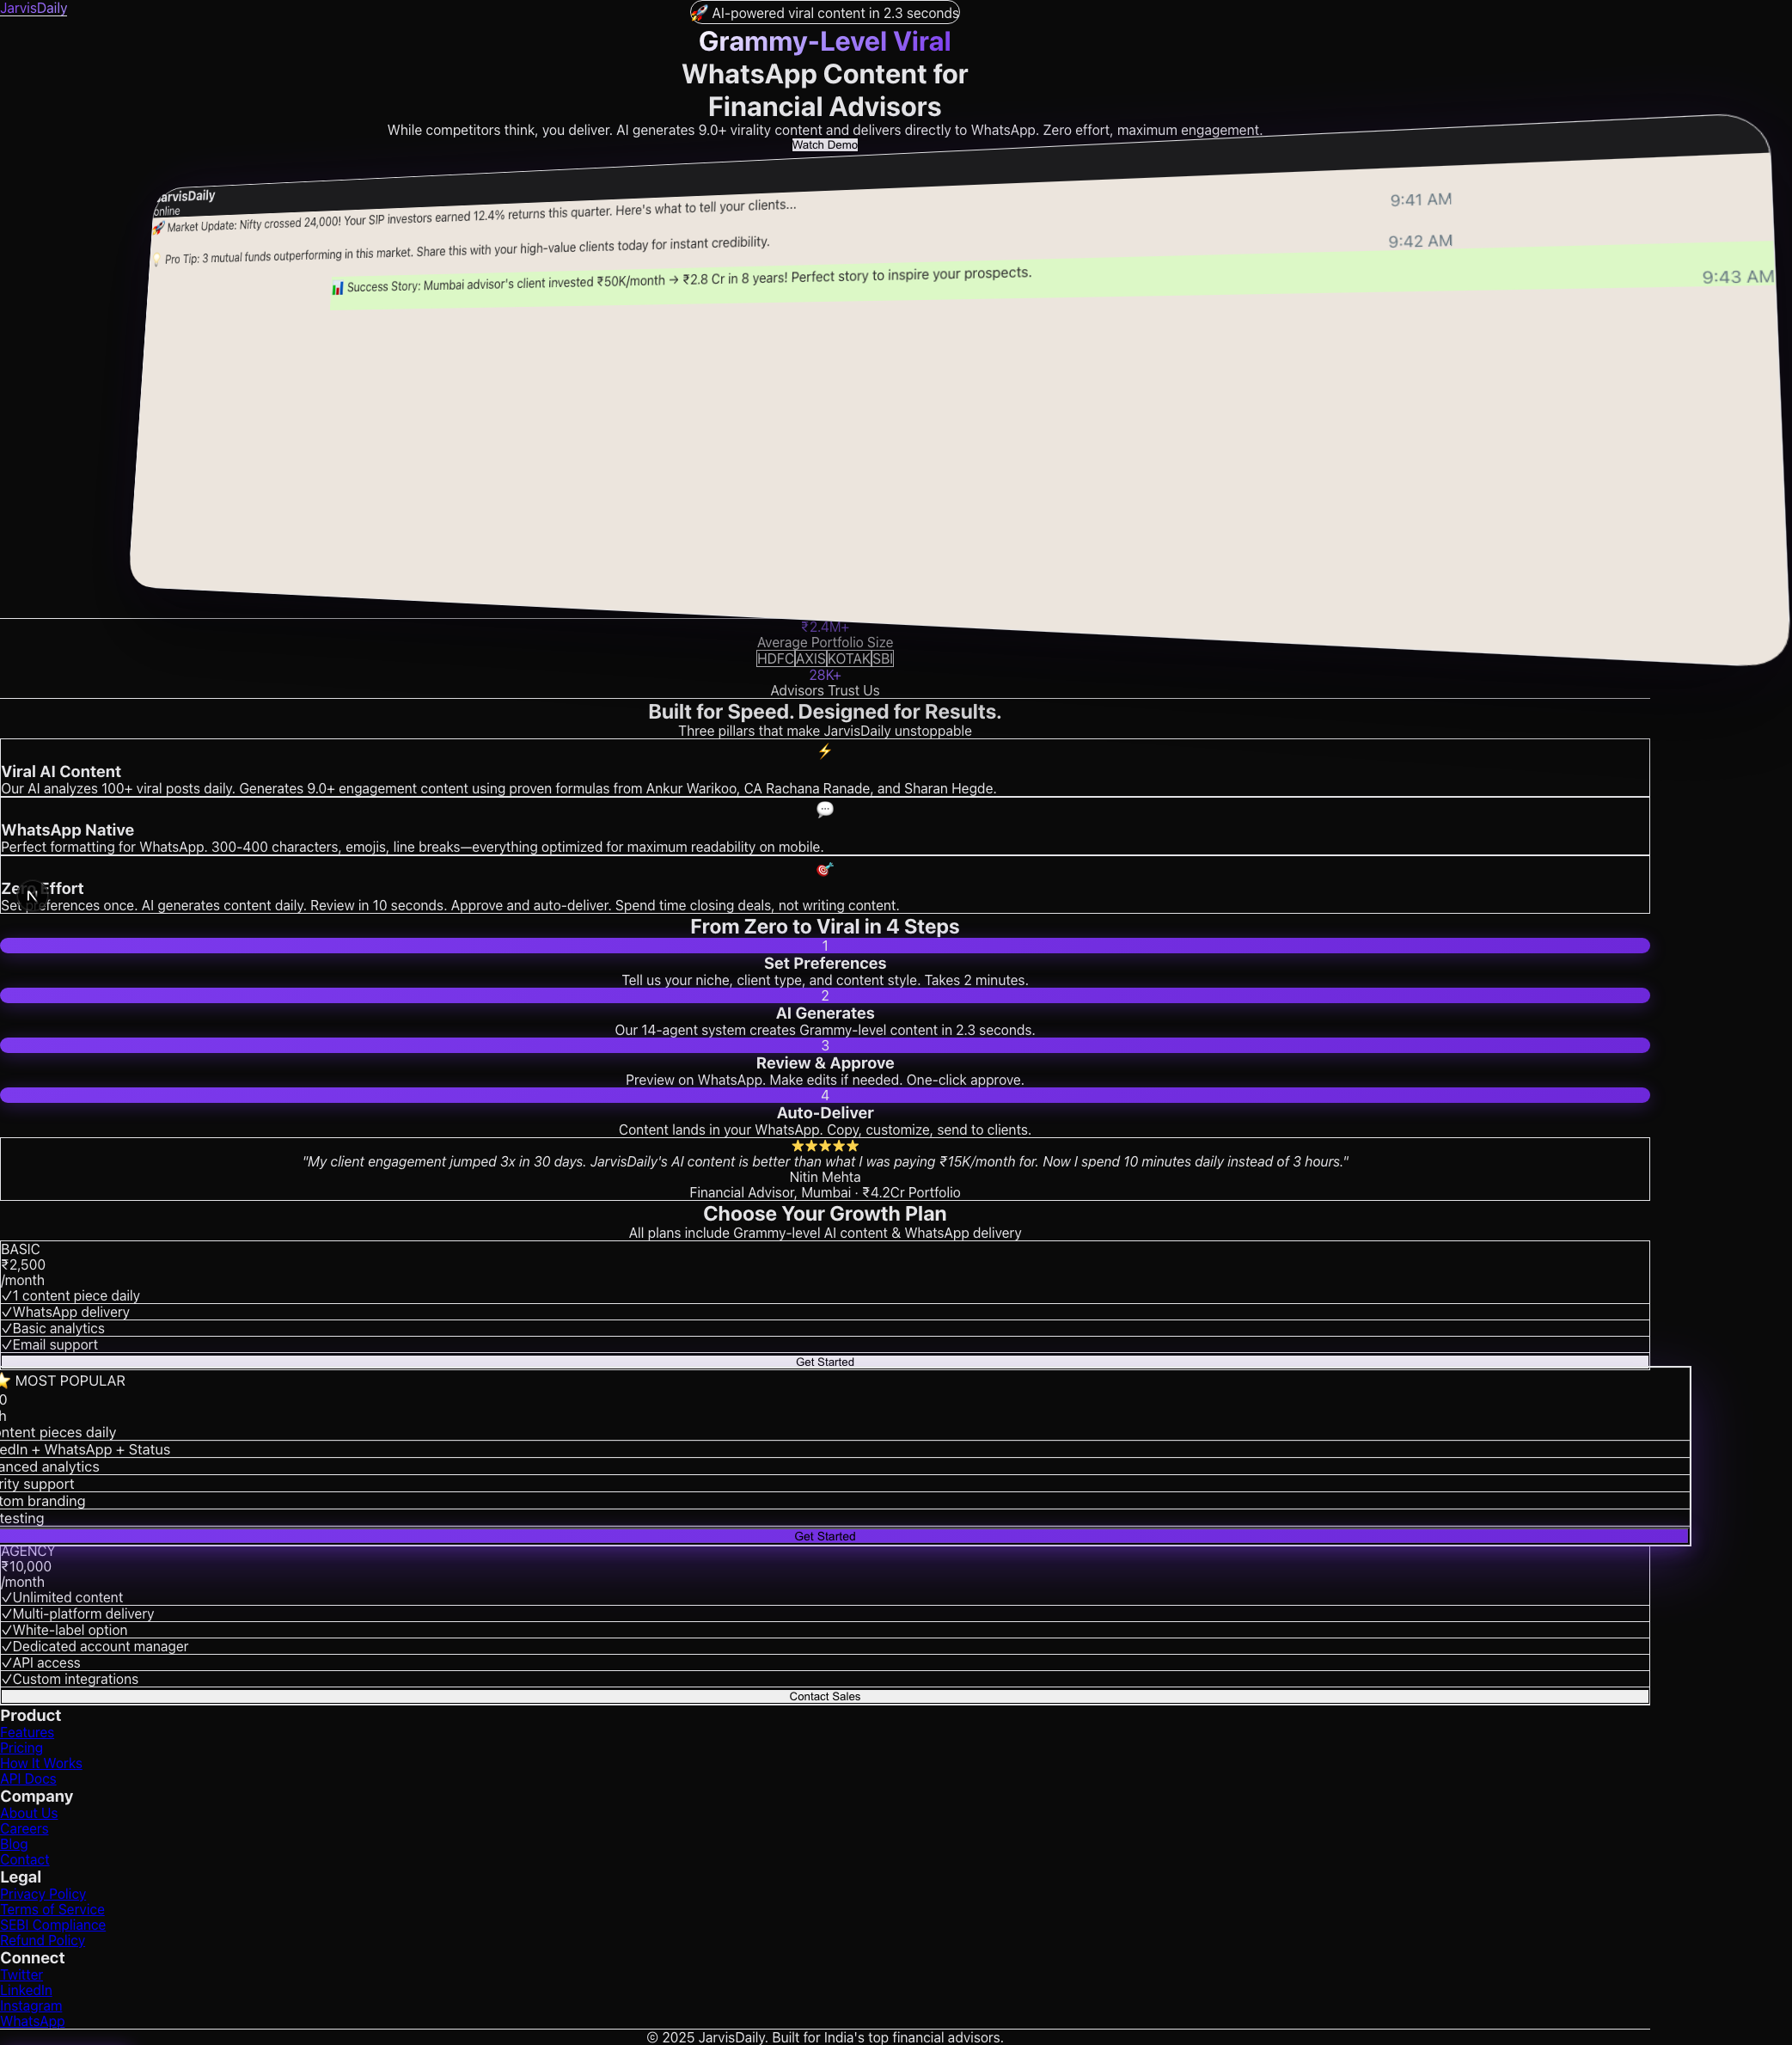 JarvisDaily
🚀 AI-powered viral content in 2.3 seconds
Grammy-Level Viral
WhatsApp Content for
Financial Advisors
While competitors think, you deliver. AI generates 9.0+ virality content and delivers directly to WhatsApp. Zero effort, maximum engagement.
Watch Demo
JarvisDaily
online
🚀 Market Update: Nifty crossed 24,000! Your SIP investors earned 12.4% returns this quarter. Here's what to tell your clients...
9:41 AM
💡 Pro Tip: 3 mutual funds outperforming in this market. Share this with your high-value clients today for instant credibility.
9:42 AM
📊 Success Story: Mumbai advisor's client invested ₹50K/month → ₹2.8 Cr in 8 years! Perfect story to inspire your prospects.
9:43 AM
₹2.4M+
Average Portfolio Size
HDFC AXIS KOTAK SBI
28K+
Advisors Trust Us
Built for Speed. Designed for Results.
Three pillars that make JarvisDaily unstoppable
⚡
Viral AI Content
Our AI analyzes 100+ viral posts daily. Generates 9.0+ engagement content using proven formulas from Ankur Warikoo, CA Rachana Ranade, and Sharan Hegde.
💬
WhatsApp Native
Perfect formatting for WhatsApp. 300-400 characters, emojis, line breaks—everything optimized for maximum readability on mobile.
🎯
Zero Effort
N
Set preferences once. AI generates content daily. Review in 10 seconds. Approve and auto-deliver. Spend time closing deals, not writing content.
From Zero to Viral in 4 Steps
1
Set Preferences
Tell us your niche, client type, and content style. Takes 2 minutes.
2
AI Generates
Our 14-agent system creates Grammy-level content in 2.3 seconds.
3
Review & Approve
Preview on WhatsApp. Make edits if needed. One-click approve.
4
Auto-Deliver
Content lands in your WhatsApp. Copy, customize, send to clients.
⭐⭐⭐⭐⭐
"My client engagement jumped 3x in 30 days. JarvisDaily's AI content is better than what I was paying ₹15K/month for. Now I spend 10 minutes daily instead of 3 hours."
Nitin Mehta
Financial Advisor, Mumbai · ₹4.2Cr Portfolio
Choose Your Growth Plan
All plans include Grammy-level AI content & WhatsApp delivery
BASIC
₹2,500
/month
✓1 content piece daily
✓WhatsApp delivery
✓Basic analytics
✓Email support
Get Started
⭐ MOST POPULAR
0
h
ntent pieces daily
edIn + WhatsApp + Status
anced analytics
rity support
tom branding
testing
Get Started
AGENCY
₹10,000
/month
✓Unlimited content
✓Multi-platform delivery
✓White-label option
✓Dedicated account manager
✓API access
✓Custom integrations
Contact Sales
Product
Features
Pricing
How It Works
API Docs
Company
About Us
Careers
Blog
Contact
Legal
Privacy Policy
Terms of Service
SEBI Compliance
Refund Policy
Connect
Twitter
LinkedIn
Instagram
WhatsApp
© 2025 JarvisDaily. Built for India's top financial advisors.